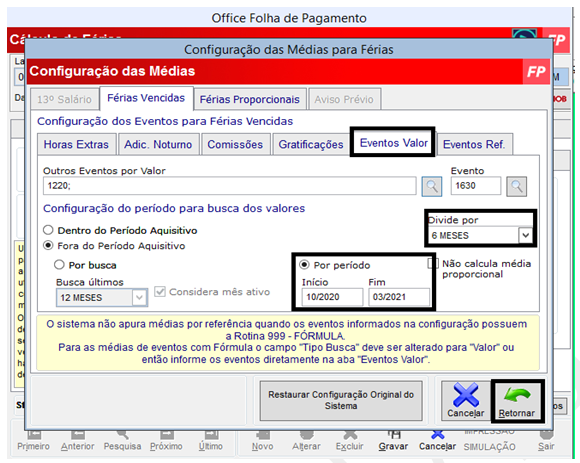 Office Folha de Pagamento
Configuração das Médias para Férias
Configuração das Médias FP
13º Salário Férias Vencidas Férias Proporcionais Aviso Prévio
Configuração dos Eventos para Férias Vencidas
Horas Extras Adic. Noturno Comissões Gratificações Eventos Valor Eventos Ref.
Outros Eventos por Valor Evento
1220; 1630
Configuração do período para busca dos valores
Divide por
6 MESES
Dentro do Período Aquisitivo
Fora do Período Aquisitivo
Por busca Por período Não calcula média proporcional
Busca últimos Início Fim
12 MESES Considera mês ativo 10/2020 03/2021
O sistema não apura médias por referência quando os eventos informados na configuração possuem
a Rotina 999 - FÓRMULA.
Para as médias de eventos com Fórmula o campo "Tipo Busca" deve ser alterado para "Valor" ou
então informe os eventos diretamente na aba "Eventos Valor".
Restaurar Configuração Original do
Sistema
Cancelar Retornar
Primeiro Anterior Pesquisa Próximo Último Novo Alterar Excluir Gravar Cancelar SIMULAÇÃO Sair